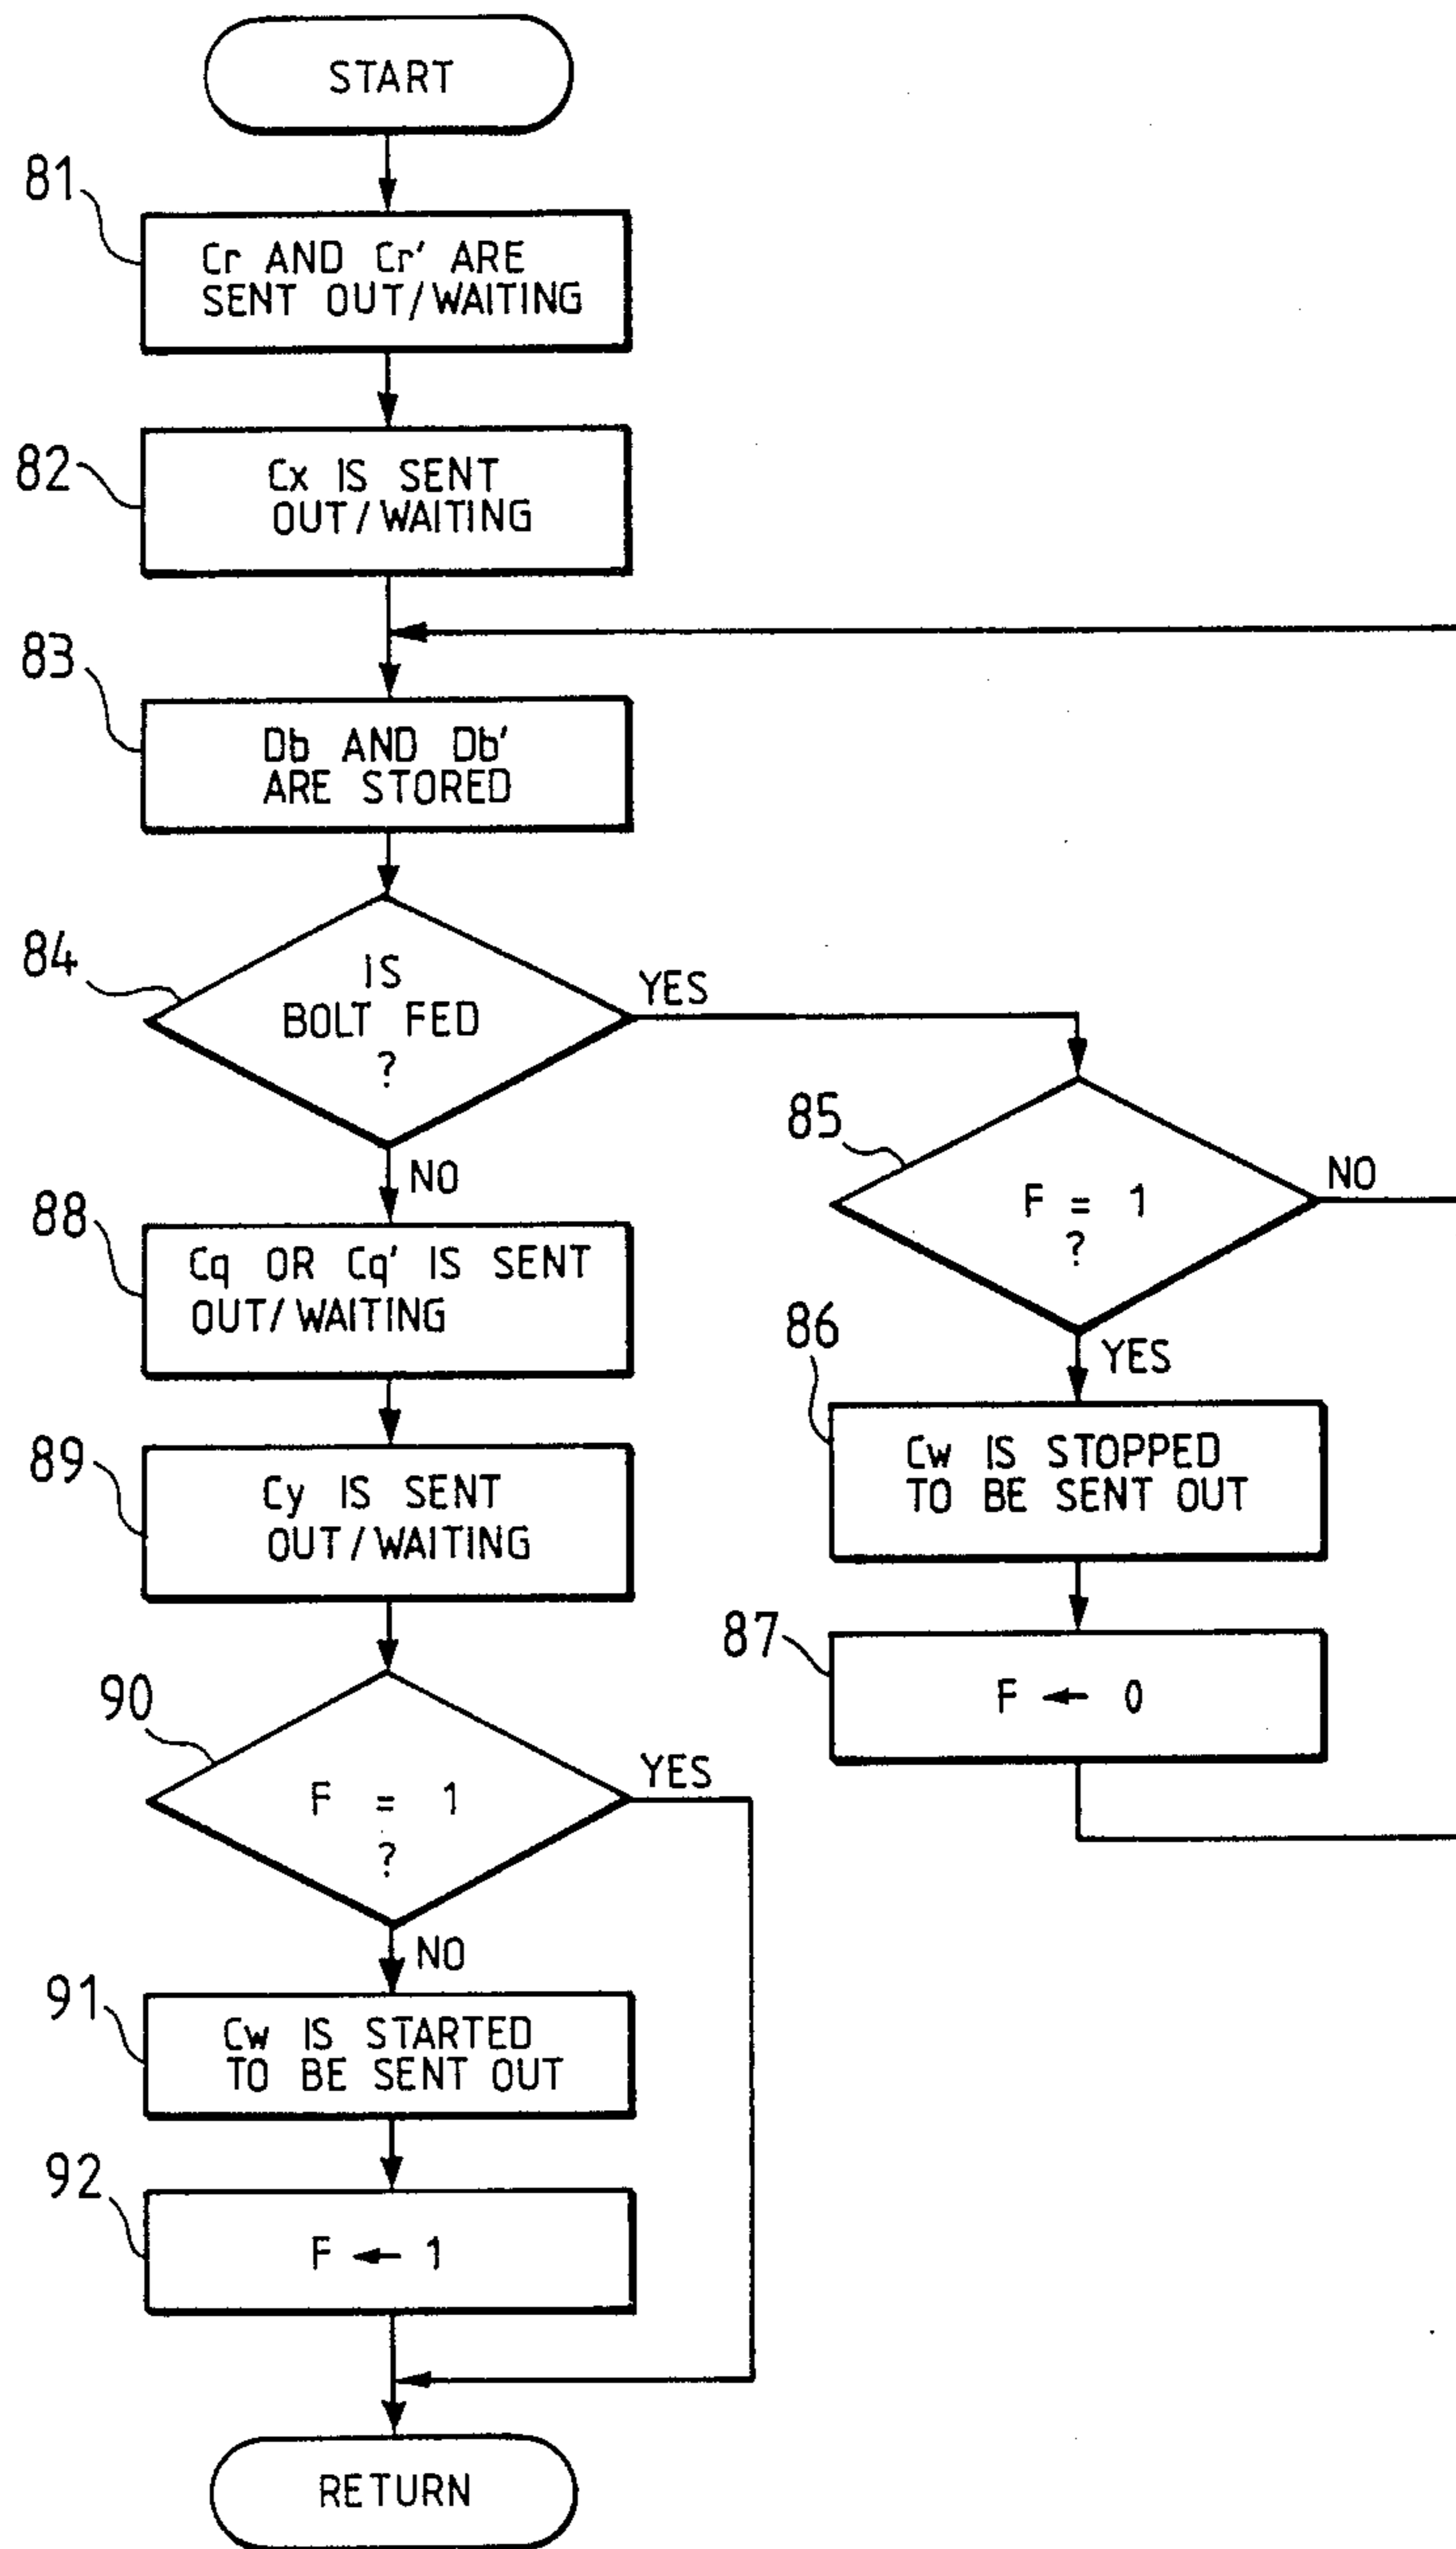 START
81
Cr AND Cr' ARE
SENT OUT/WAITING
82
Cx IS SENT
OUT/WAITING
83
Db AND Db'
ARE STORED
84
IS
BOLT FED
?
YES
NO
85
F = 1
?
NO
YES
86
Cw IS STOPPED
TO BE SENT OUT
87
F ← 0
88
Cq OR Cq' IS SENT
OUT/WAITING
89
Cy IS SENT
OUT/WAITING
90
F = 1
?
YES
NO
91
Cw IS STARTED
TO BE SENT OUT
92
F ← 1
RETURN